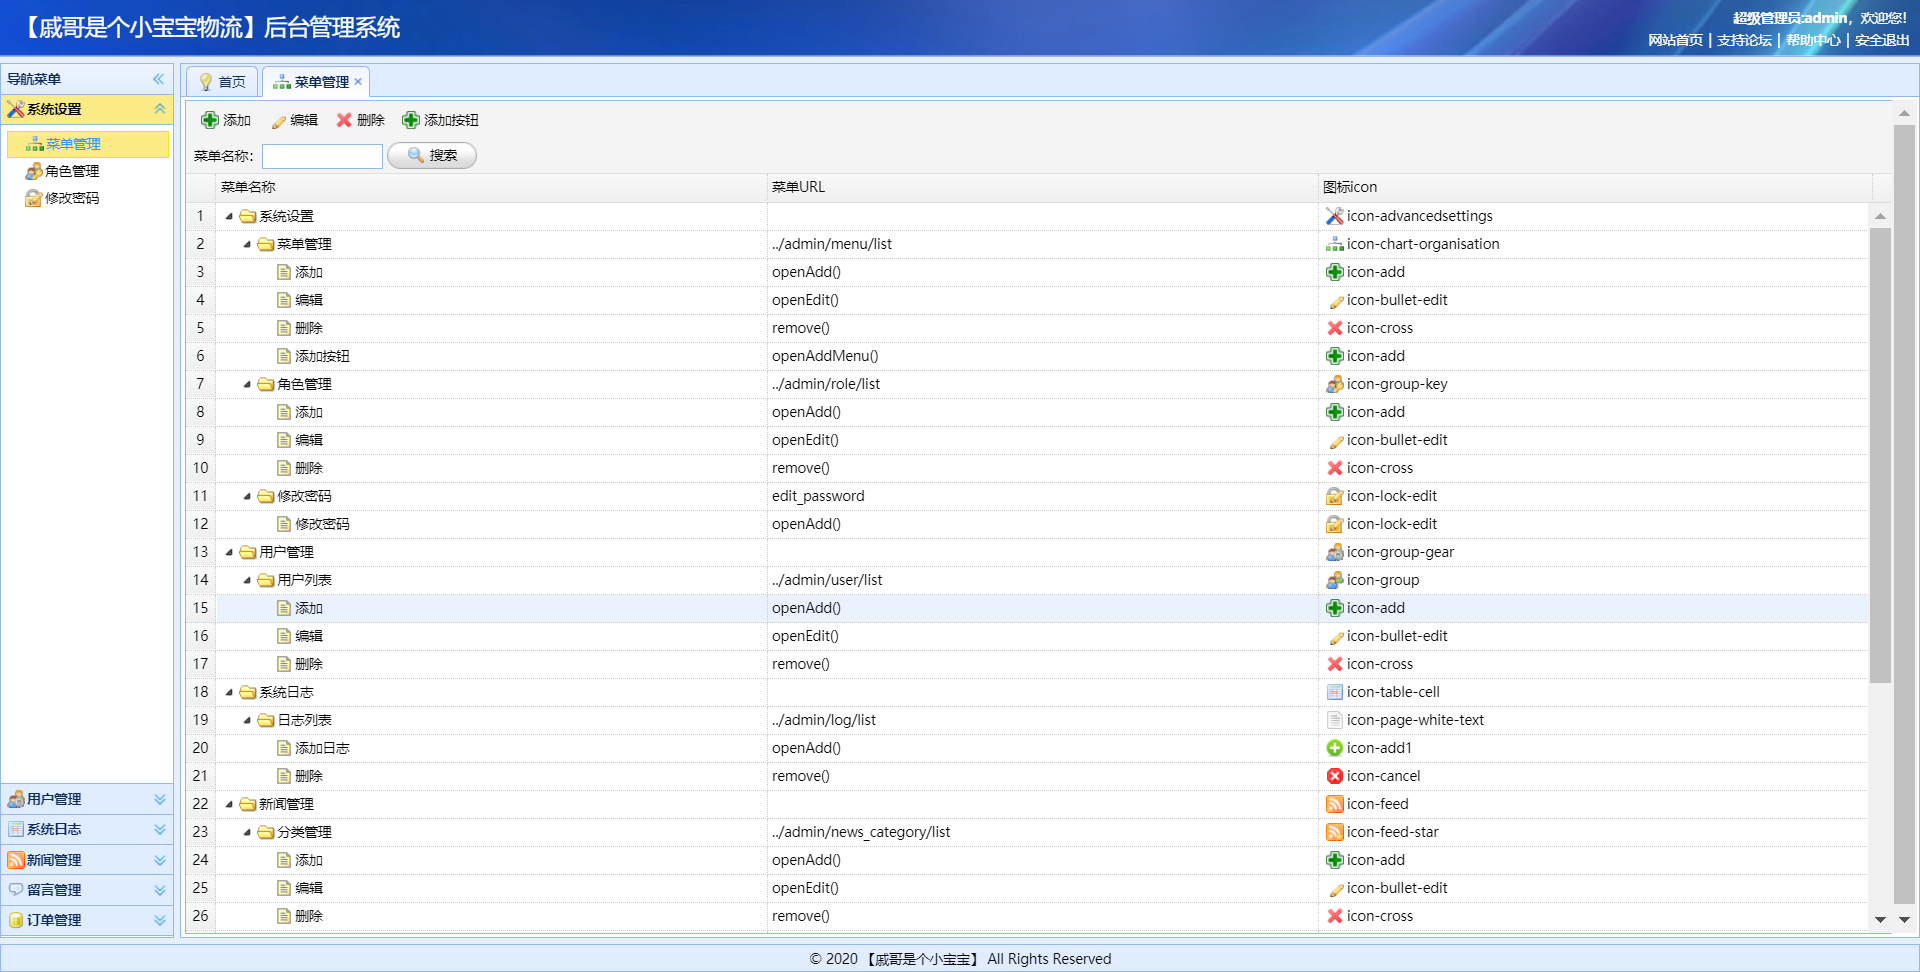 【戚哥是个小宝宝物流】后台管理系统
超级管理员:admin，欢迎您!
网站首页 | 支持论坛 | 帮助中心 | 安全退出
导航菜单
系统设置
菜单管理
角色管理
修改密码
用户管理
系统日志
新闻管理
留言管理
订单管理
首页 菜单管理
添加 编辑 删除 添加按钮
菜单名称: 搜索
菜单名称 菜单URL 图标icon
1 系统设置 icon-advancedsettings
2 菜单管理 ../admin/menu/list icon-chart-organisation
3 添加 openAdd() icon-add
4 编辑 openEdit() icon-bullet-edit
5 删除 remove() icon-cross
6 添加按钮 openAddMenu() icon-add
7 角色管理 ../admin/role/list icon-group-key
8 添加 openAdd() icon-add
9 编辑 openEdit() icon-bullet-edit
10 删除 remove() icon-cross
11 修改密码 edit_password icon-lock-edit
12 修改密码 openAdd() icon-lock-edit
13 用户管理 icon-group-gear
14 用户列表 ../admin/user/list icon-group
15 添加 openAdd() icon-add
16 编辑 openEdit() icon-bullet-edit
17 删除 remove() icon-cross
18 系统日志 icon-table-cell
19 日志列表 ../admin/log/list icon-page-white-text
20 添加日志 openAdd() icon-add1
21 删除 remove() icon-cancel
22 新闻管理 icon-feed
23 分类管理 ../admin/news_category/list icon-feed-star
24 添加 openAdd() icon-add
25 编辑 openEdit() icon-bullet-edit
26 删除 remove() icon-cross
© 2020 【戚哥是个小宝宝】 All Rights Reserved